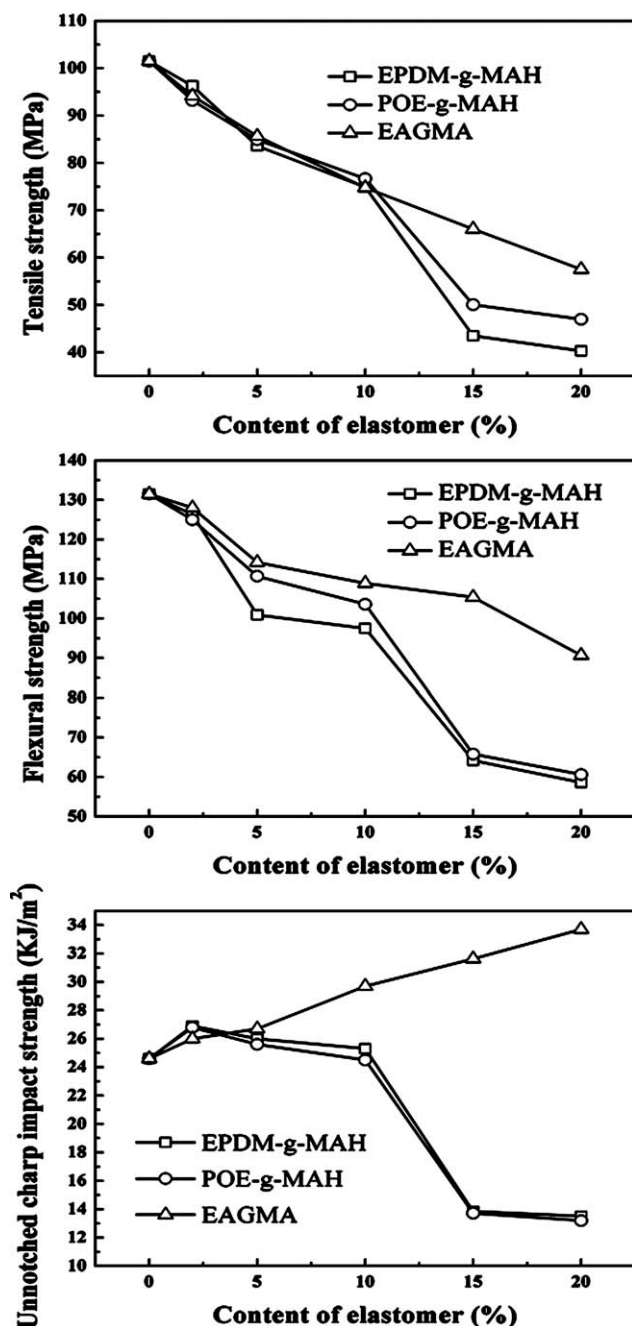 Tensile strength (MPa)
110
100
90
80
70
60
50
40
EPDM-g-MAH
POE-g-MAH
EAGMA
0 5 10 15 20
Content of elastomer (%)
Flexural strength (MPa)
140
130
120
110
100
90
80
70
60
50
EPDM-g-MAH
POE-g-MAH
EAGMA
0 5 10 15 20
Content of elastomer (%)
Unnotched charp impact strength (KJ/m²)
34
32
30
28
26
24
22
20
18
16
14
12
10
EPDM-g-MAH
POE-g-MAH
EAGMA
0 5 10 15 20
Content of elastomer (%)